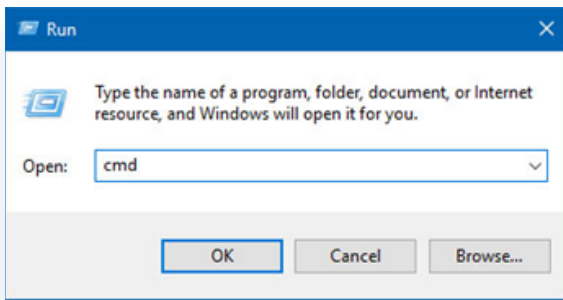 Run
Type the name of a program, folder, document, or Internet
resource, and Windows will open it for you.
Open: cmd
OK Cancel Browse...